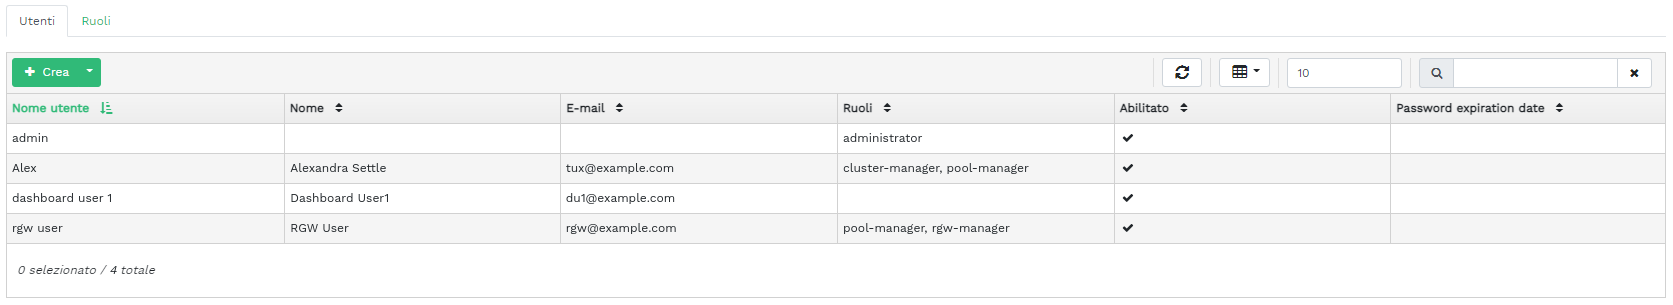 Utenti Ruoli
Crea 10
Nome utente Nome E-mail Ruoli Abilitato Password expiration date
admin administrator
Alex Alexandra Settle tux@example.com cluster-manager, pool-manager
dashboard user 1 Dashboard User1 du1@example.com
rgw user RGW User rgw@example.com pool-manager, rgw-manager
0 selezionato / 4 totale